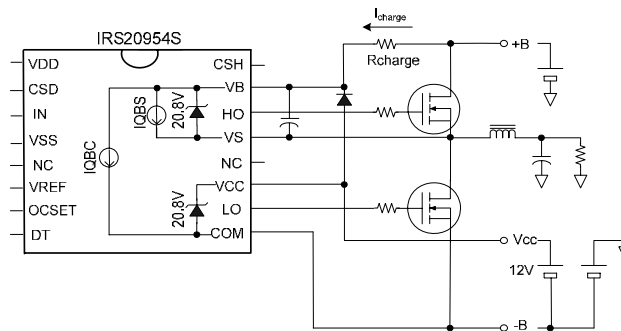 IRS20954S
I charge
Rcharge
+B
VDD
CSD
IN
VSS
NC
VREF
OCSET
DT
CSH
VB
HO
VS
NC
VCC
LO
COM
IQBC
IQBS
20.8V
20.8V
Vcc
12V
-B